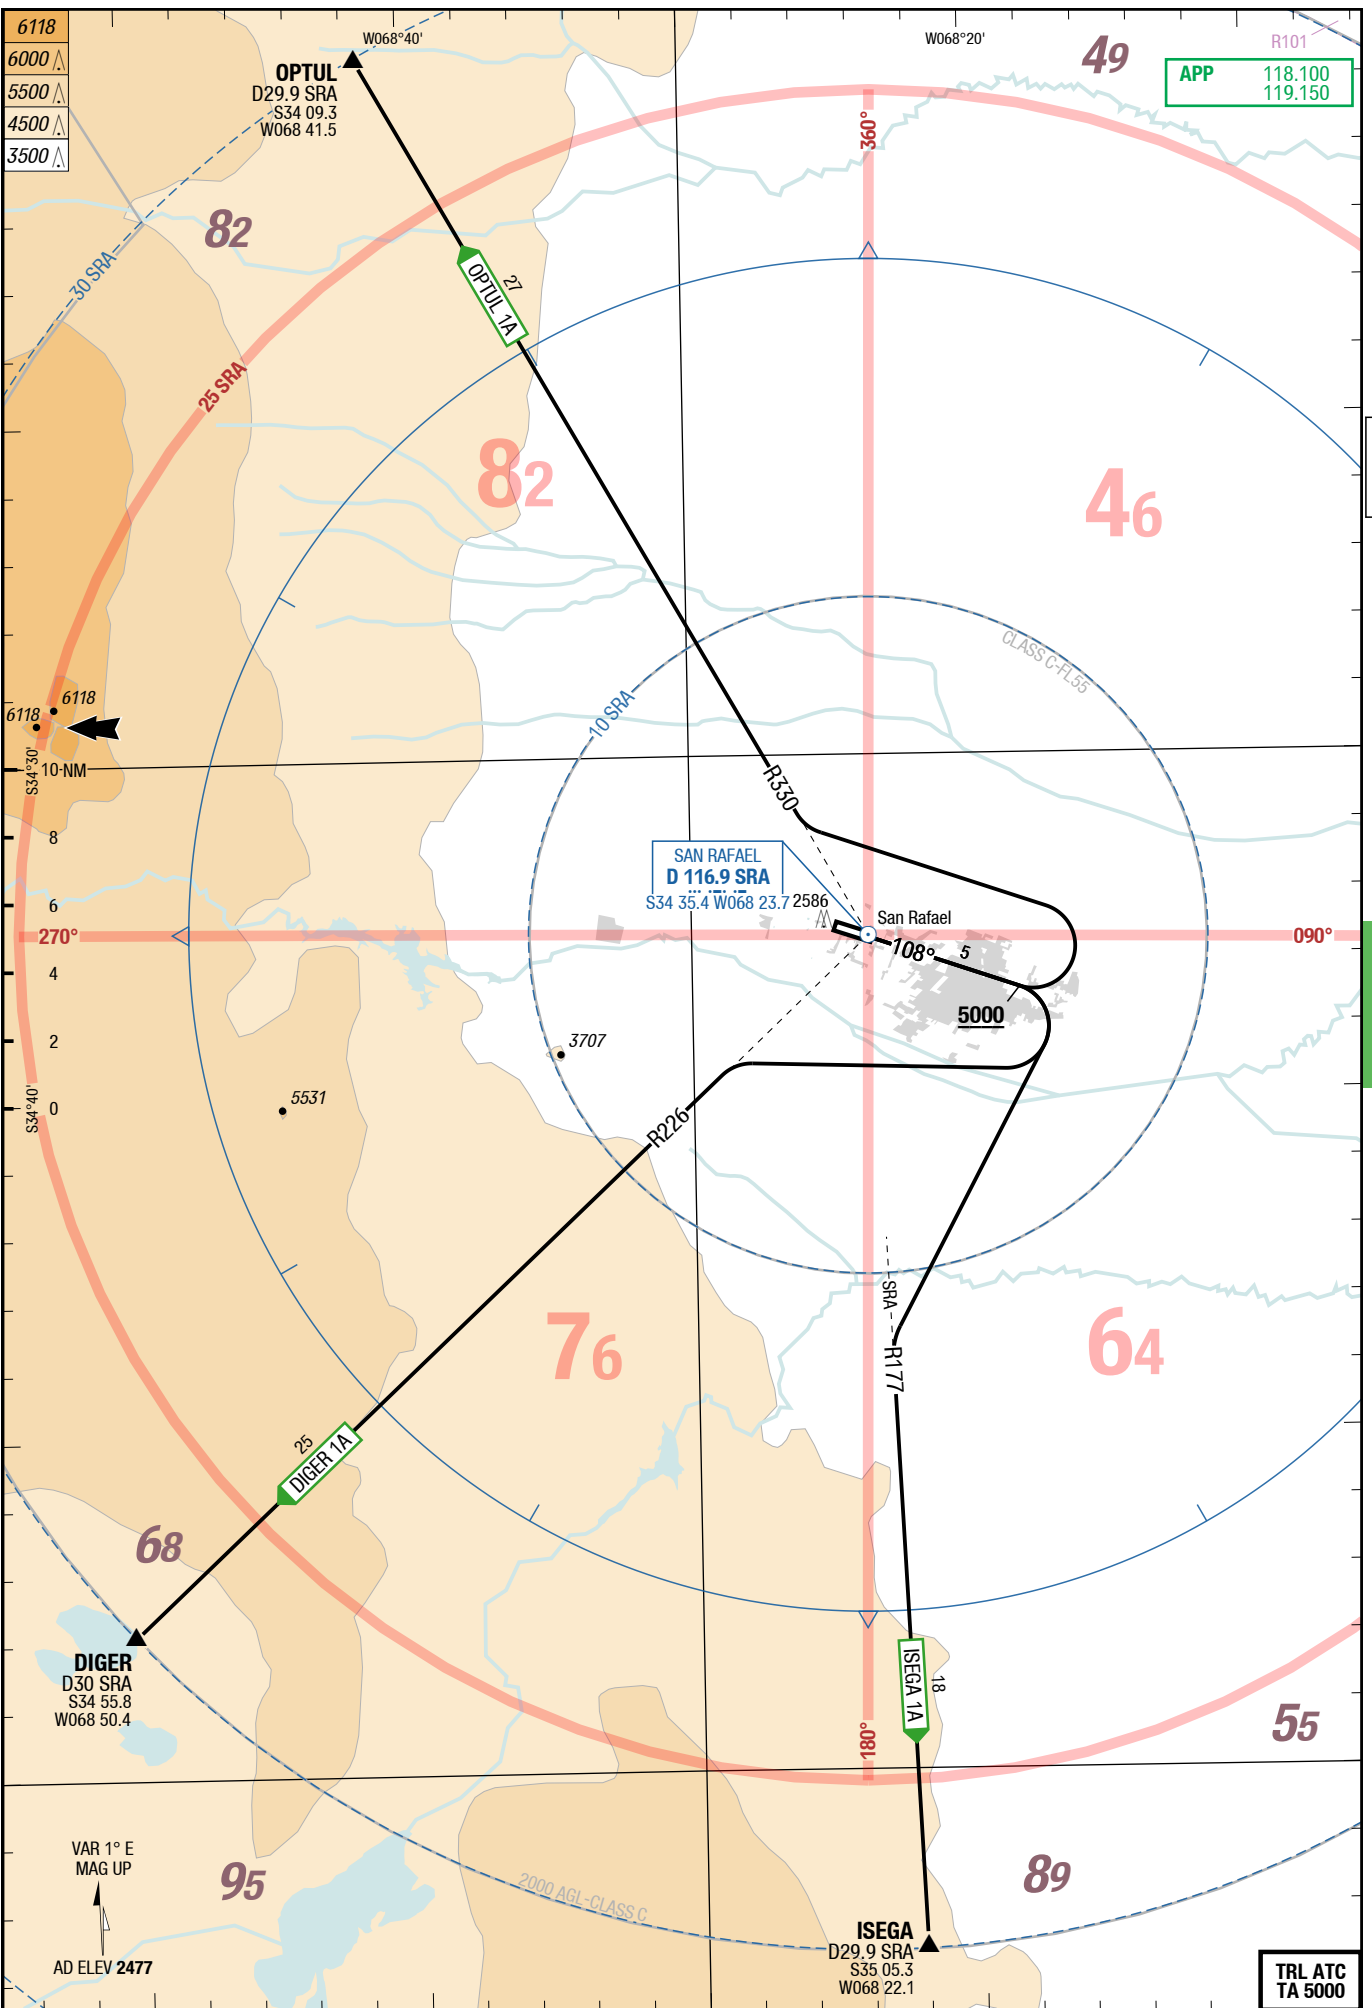 6118
6000
5500
4500
3500
W068°40'
W068°20'
R101
49
APP 118.100
119.150
OPTUL
D29.9 SRA
S34 09.3
W068 41.5
360°
82
30 SRA
OPTUL 1A
27
25 SRA
82
46
CLASS C-FL55
10 SRA
6118
6118
S34°30'
10 NM
8
6
4
2
0
R330
SAN RAFAEL
D 116.9 SRA
S34 35.4 W068 23.7
2586
San Rafael
270°
090°
108°
5
5000
3707
5531
S34°40'
R226
SRA
R177
76
64
25
DIGER 1A
68
DIGER
D30 SRA
S34 55.8
W068 50.4
ISEGA 1A
18
180°
55
VAR 1° E
MAG UP
95
2000 AGL-CLASS C
89
AD ELEV 2477
ISEGA
D29.9 SRA
S35 05.3
W068 22.1
TRL ATC
TA 5000